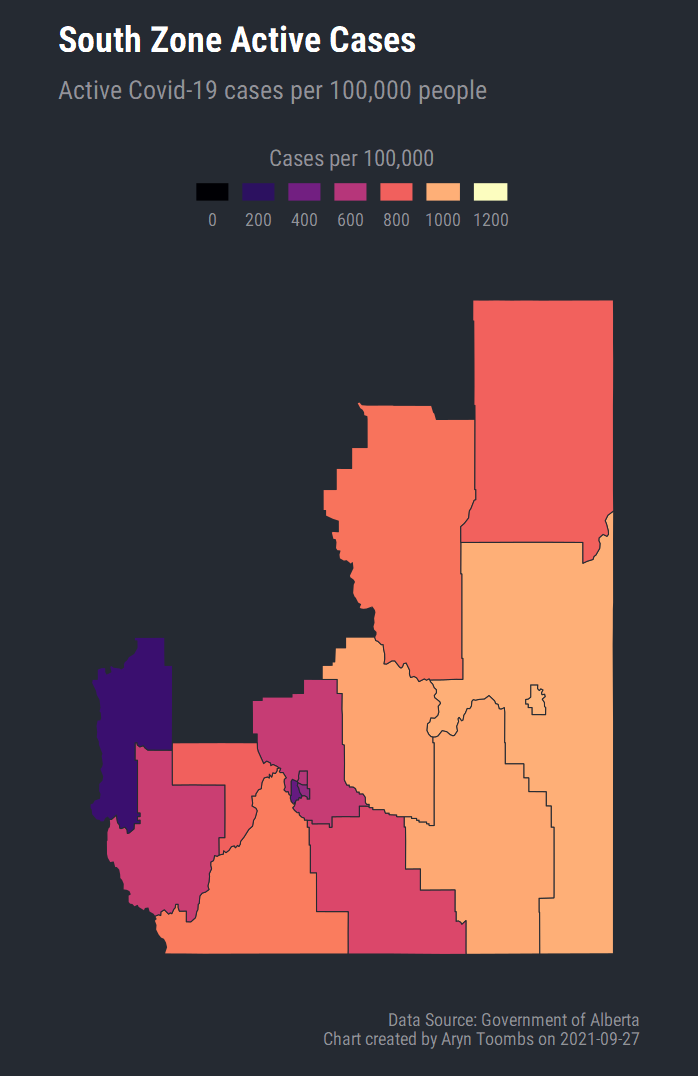 South Zone Active Cases
Active Covid-19 cases per 100,000 people
Cases per 100,000
0 200 400 600 800 1000 1200
Data Source: Government of Alberta
Chart created by Aryn Toombs on 2021-09-27